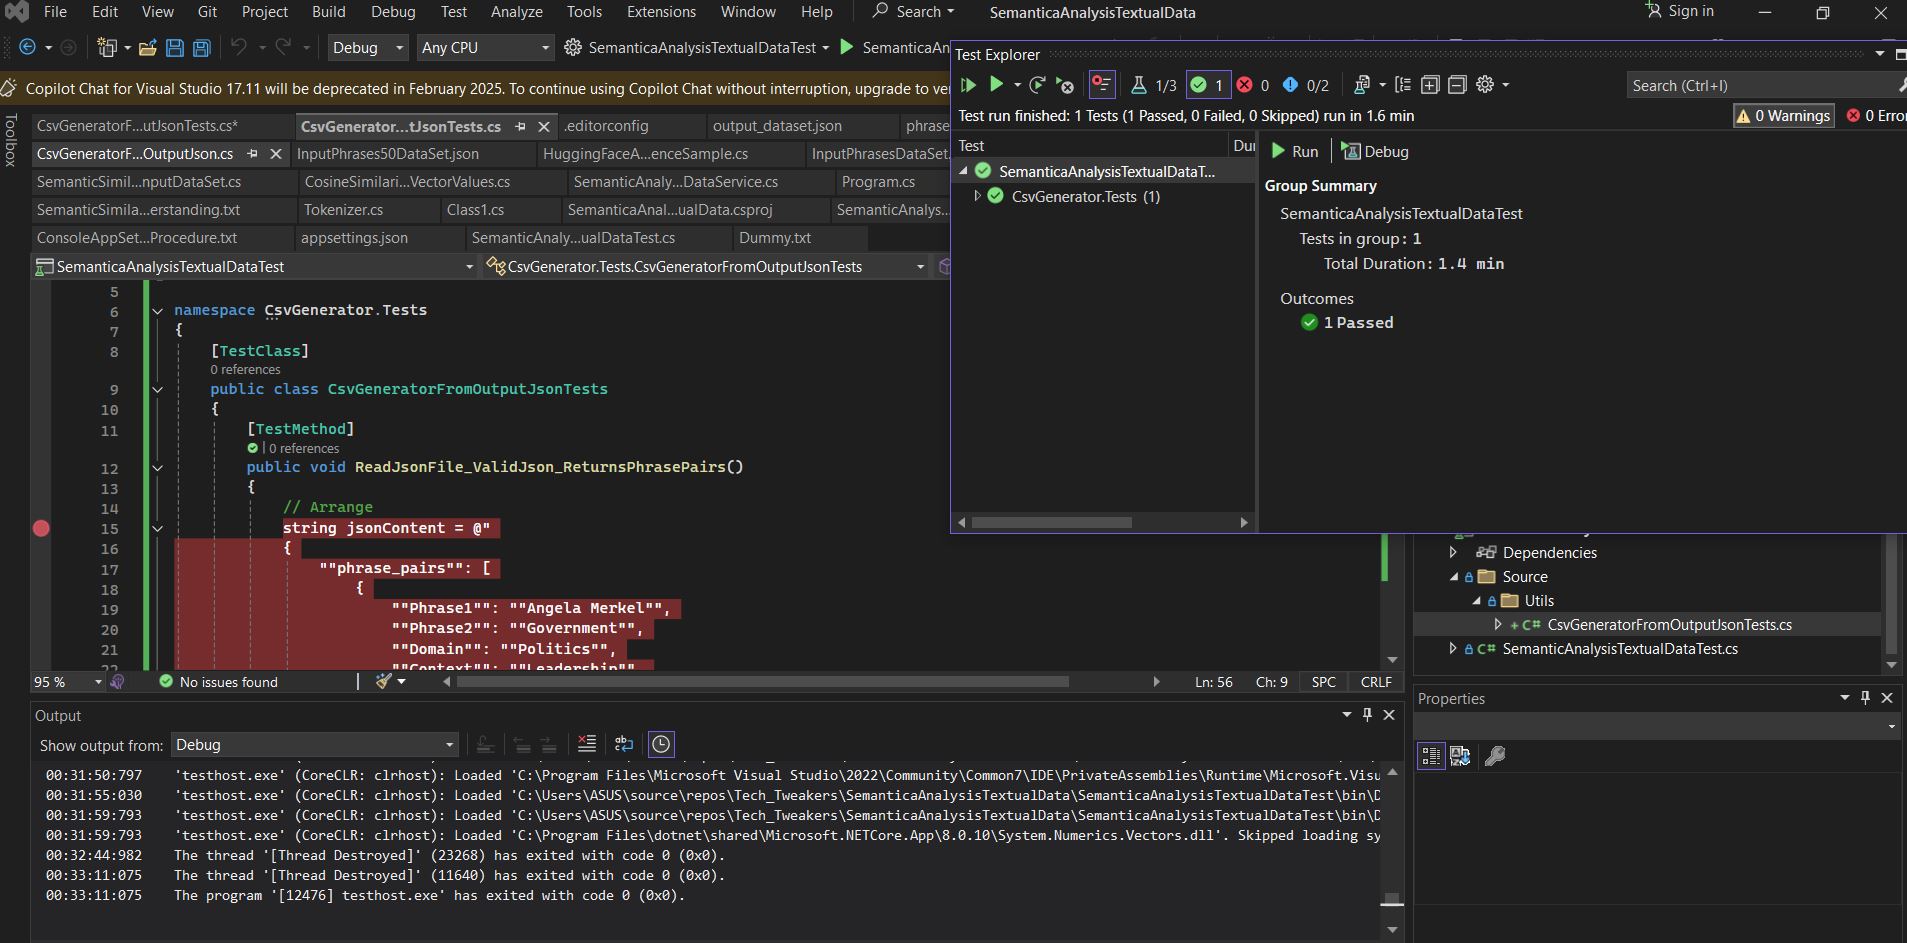 File Edit View Git Project Build Debug Test Analyze Tools Extensions Window Help Search SemanticaAnalysisTextualData Sign in
Debug Any CPU SemanticaAnalysisTextualDataTest SemanticaAn
Copilot Chat for Visual Studio 17.11 will be deprecated in February 2025. To continue using Copilot Chat without interruption, upgrade to ve
Toolbox
CsvGeneratorF...utJsonTests.cs* CsvGenerator...tJsonTests.cs .editorconfig output_dataset.json phrase
CsvGeneratorF...OutputJson.cs InputPhrases50DataSet.json HuggingFaceA...enceSample.cs InputPhrasesDataSet.
SemanticSimil...nputDataSet.cs CosineSimilari...VectorValues.cs SemanticAnaly...DataService.cs Program.cs
SemanticSimila...erstanding.txt Tokenizer.cs Class1.cs SemanticaAnal...ualData.csproj SemanticAnalys...
ConsoleAppSet...Procedure.txt appsettings.json SemanticAnaly...ualDataTest.cs Dummy.txt
SemanticaAnalysisTextualDataTest CsvGenerator.Tests.CsvGeneratorFromOutputJsonTests
5
6 namespace CsvGenerator.Tests
7 {
8 [TestClass]
0 references
9 public class CsvGeneratorFromOutputJsonTests
10 {
11 [TestMethod]
| 0 references
12 public void ReadJsonFile_ValidJson_ReturnsPhrasePairs()
13 {
14 // Arrange
15 string jsonContent = @"
16 {
17 ""phrase_pairs"": [
18 {
19 ""Phrase1"": ""Angela Merkel"",
20 ""Phrase2"": ""Government"",
21 ""Domain"": ""Politics"",
22 ""Context"": ""Leadership""
95 % No issues found Ln: 56 Ch: 9 SPC CRLF
Test Explorer
1/3 1 0 0/2 Search (Ctrl+I)
Test run finished: 1 Tests (1 Passed, 0 Failed, 0 Skipped) run in 1.6 min 0 Warnings 0 Erro
Test Du
SemanticaAnalysisTextualDataT...
CsvGenerator.Tests (1)
Run Debug
Group Summary
SemanticaAnalysisTextualDataTest
Tests in group: 1
Total Duration: 1.4 min
Outcomes
1 Passed
Dependencies
Source
Utils
C# CsvGeneratorFromOutputJsonTests.cs
C# SemanticaAnalysisTextualDataTest.cs
Properties
Output
Show output from: Debug
00:31:50:797 'testhost.exe' (CoreCLR: clrhost): Loaded 'C:\Program Files\Microsoft Visual Studio\2022\Community\Common7\IDE\PrivateAssemblies\Runtime\Microsoft.Visu
00:31:55:030 'testhost.exe' (CoreCLR: clrhost): Loaded 'C:\Users\ASUS\source\repos\Tech_Tweakers\SemanticaAnalysisTextualData\SemanticaAnalysisTextualDataTest\bin\D
00:31:59:793 'testhost.exe' (CoreCLR: clrhost): Loaded 'C:\Users\ASUS\source\repos\Tech_Tweakers\SemanticaAnalysisTextualData\SemanticaAnalysisTextualDataTest\bin\D
00:31:59:793 'testhost.exe' (CoreCLR: clrhost): Loaded 'C:\Program Files\dotnet\shared\Microsoft.NETCore.App\8.0.10\System.Numerics.Vectors.dll'. Skipped loading sy
00:32:44:982 The thread '[Thread Destroyed]' (23268) has exited with code 0 (0x0).
00:33:11:075 The thread '[Thread Destroyed]' (11640) has exited with code 0 (0x0).
00:33:11:075 The program '[12476] testhost.exe' has exited with code 0 (0x0).